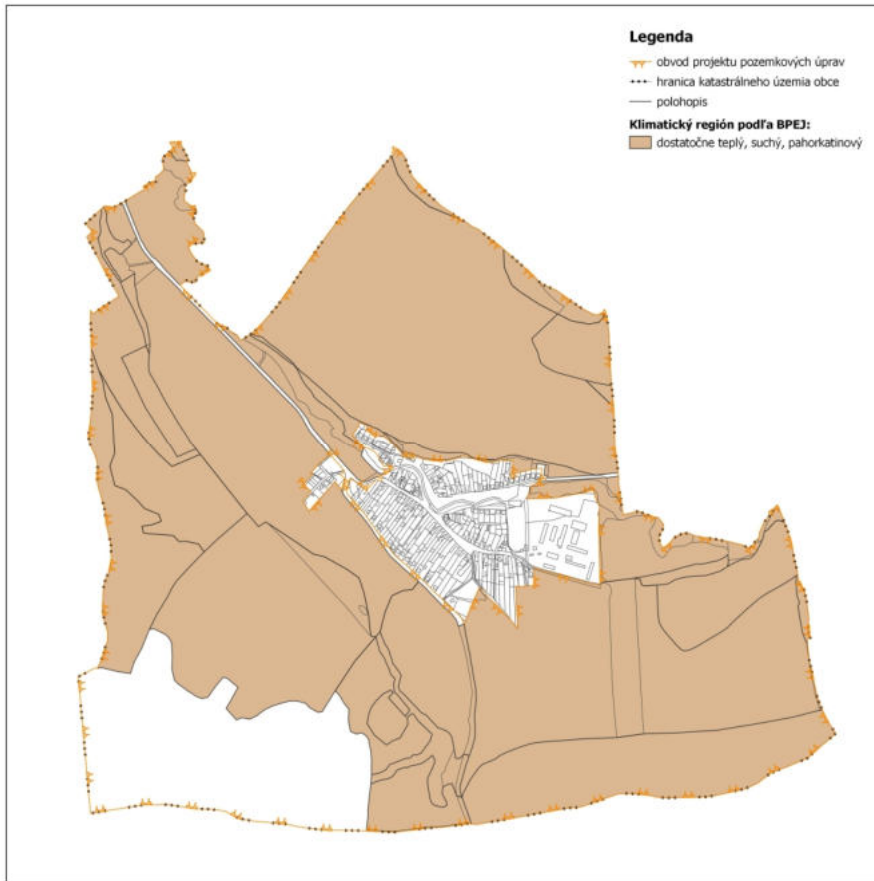 Legenda
obvod projektu pozemkových úprav
hranica katastrálneho územia obce
polohopis
Klimatický región podľa BPEJ:
dostatočne teplý, suchý, pahorkatinový